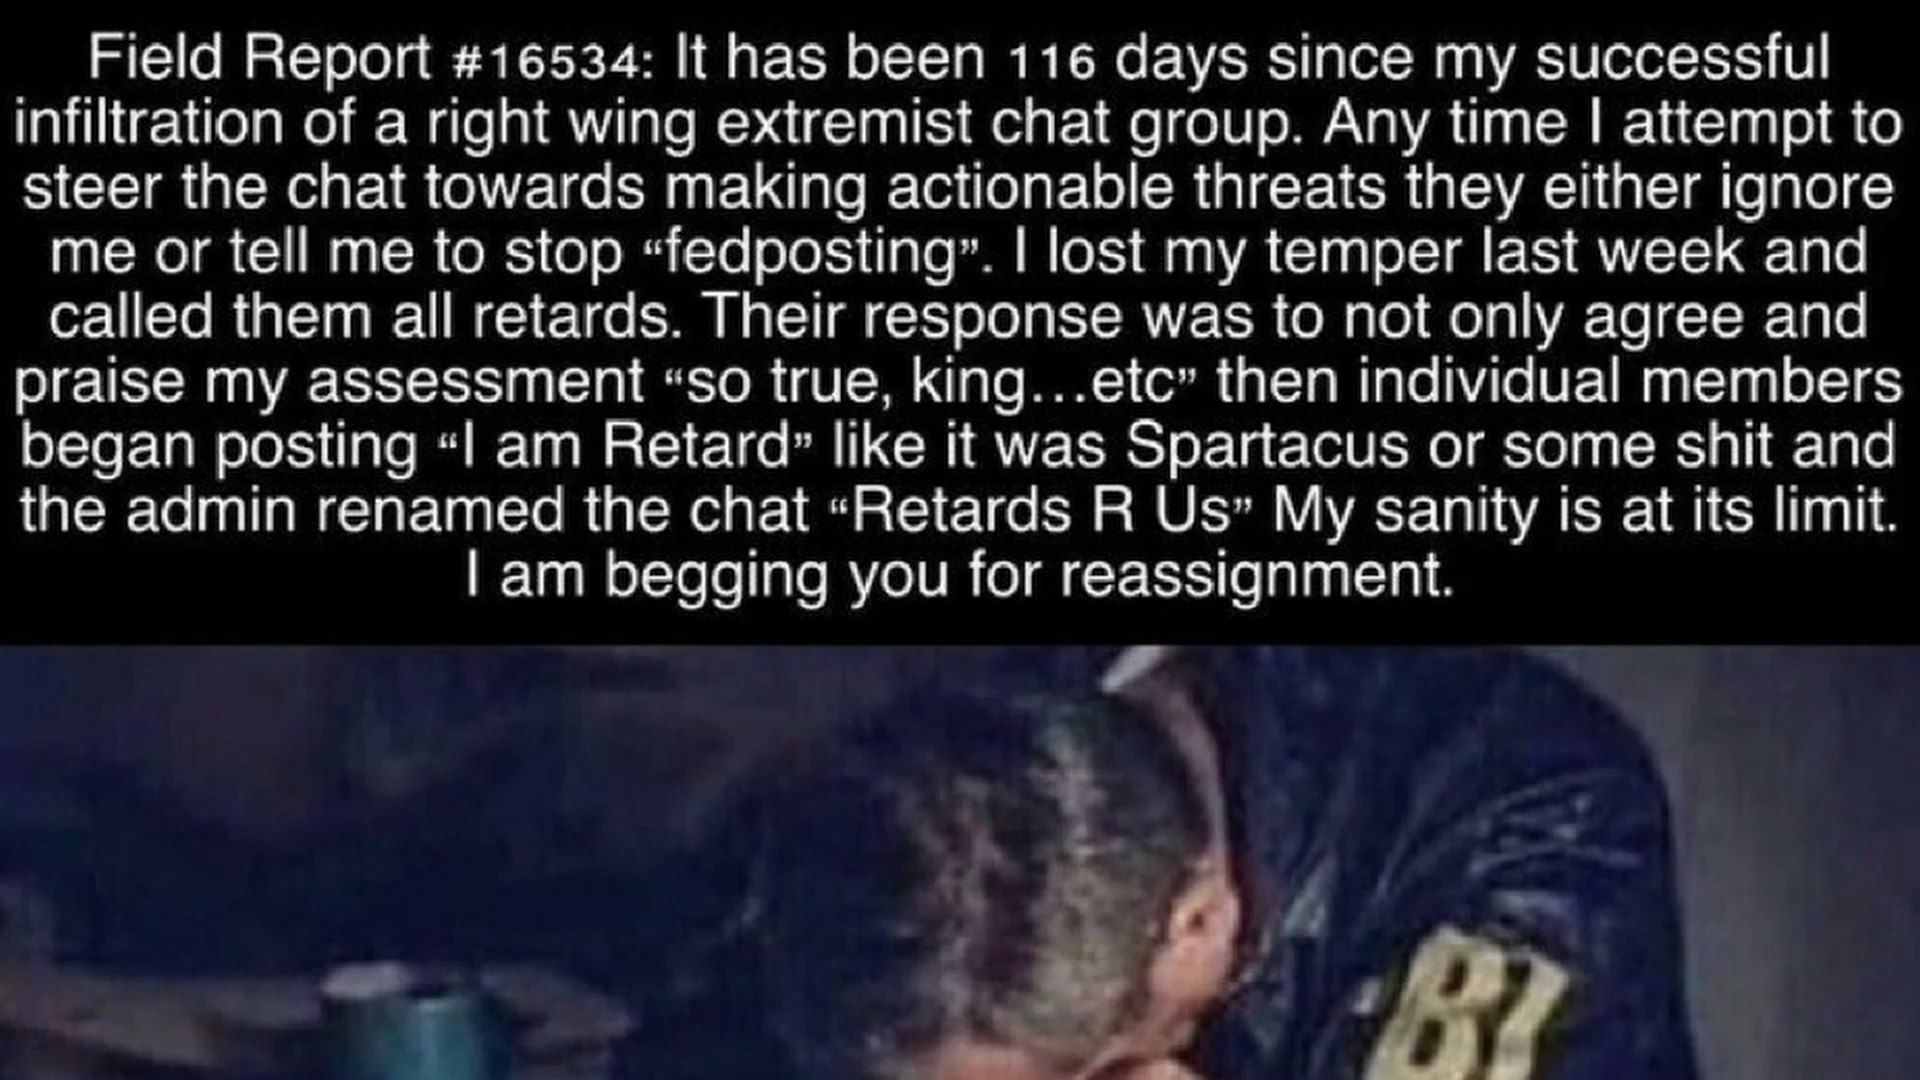 Field Report #16534: It has been 116 days since my successful
infiltration of a right wing extremist chat group. Any time I attempt to
steer the chat towards making actionable threats they either ignore
me or tell me to stop “fedposting”. I lost my temper last week and
called them all retards. Their response was to not only agree and
praise my assessment “so true, king...etc” then individual members
began posting “I am Retard” like it was Spartacus or some shit and
the admin renamed the chat “Retards R Us” My sanity is at its limit.
I am begging you for reassignment.
BI